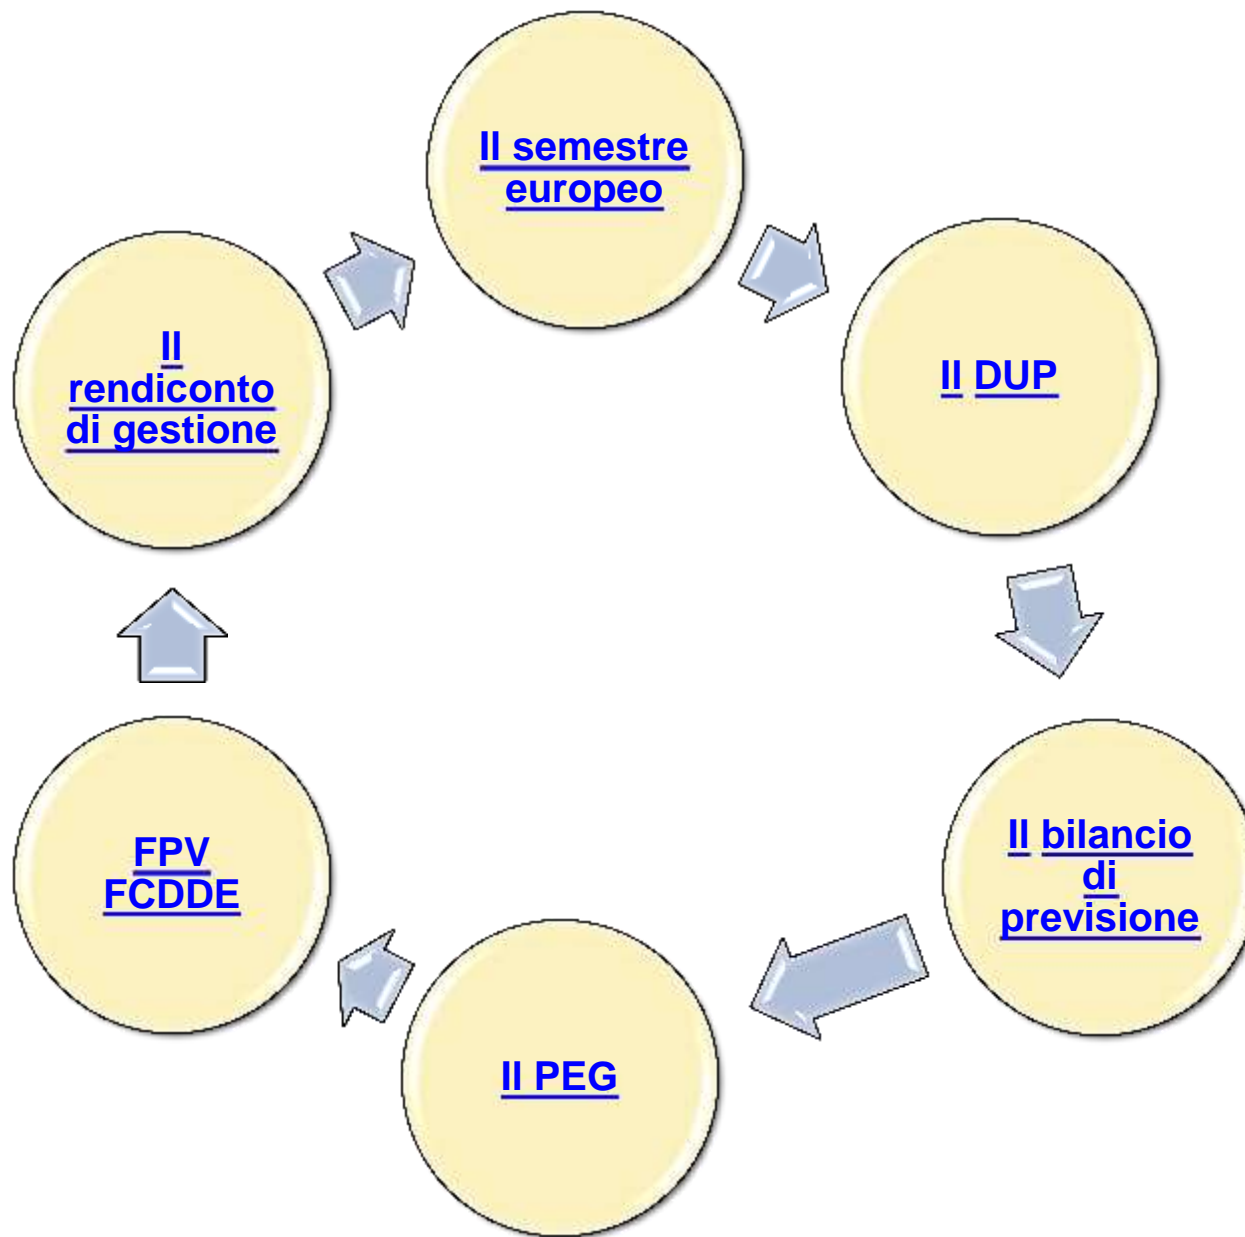 Il semestre
europeo
Il DUP
Il bilancio
di
previsione
Il PEG
FPV
FCDDE
Il
rendiconto
di gestione